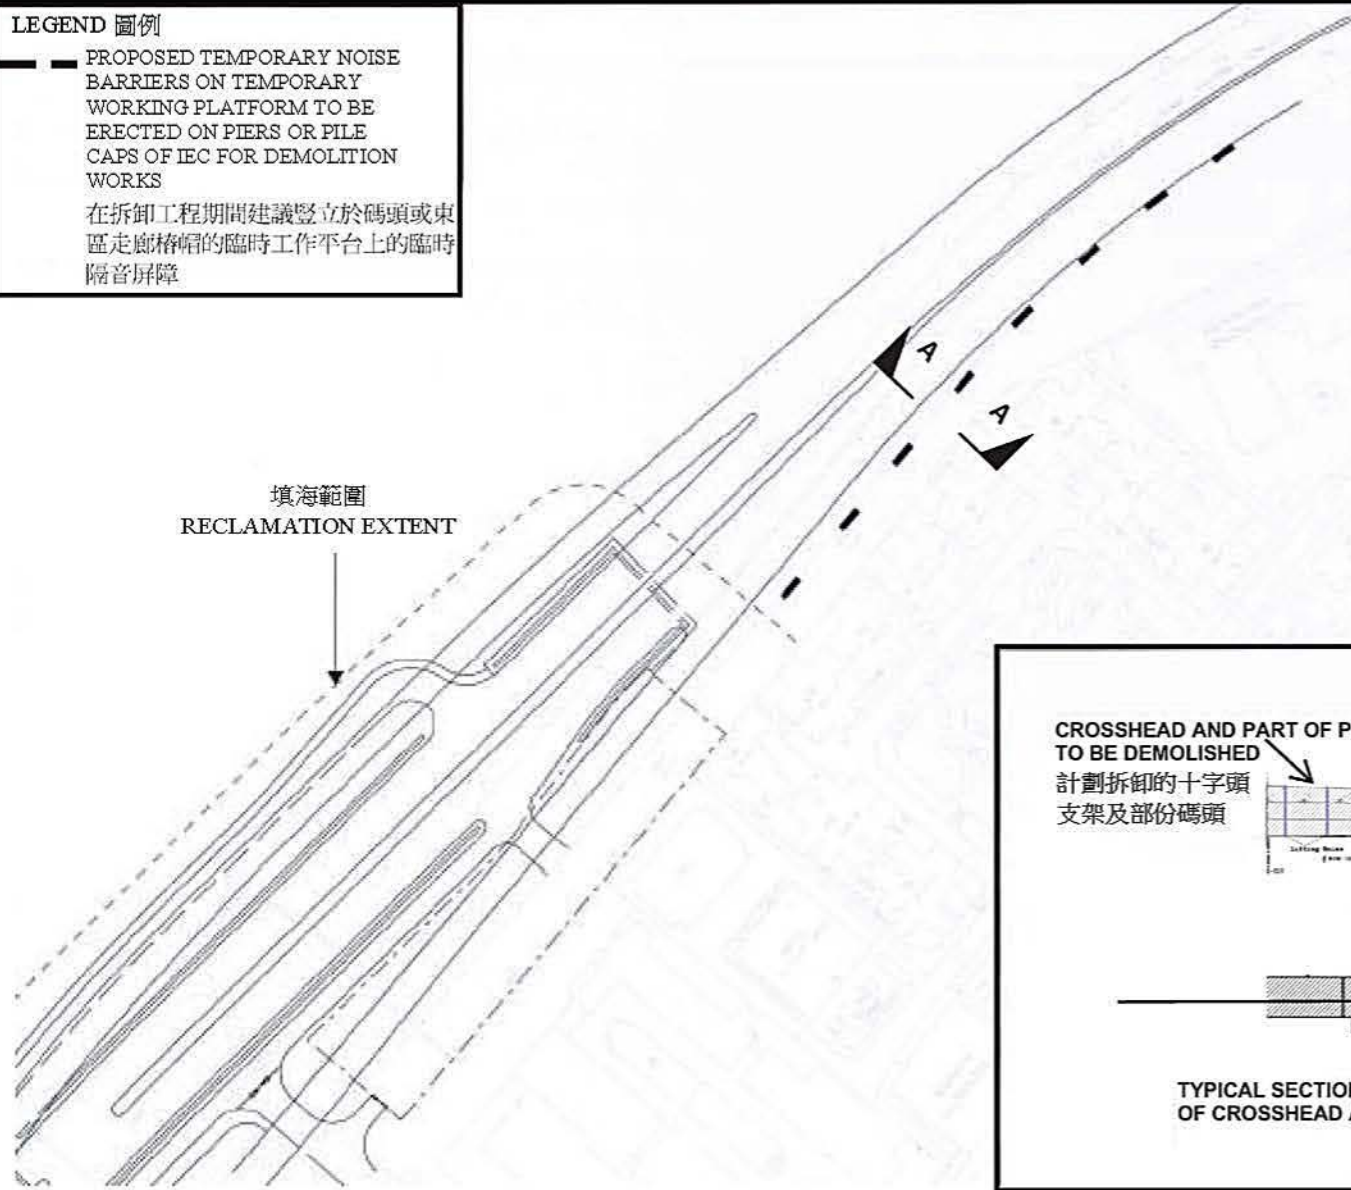 LEGEND 圖例
PROPOSED TEMPORARY NOISE
BARRIERS ON TEMPORARY
WORKING PLATFORM TO BE
ERECTED ON PIERS OR PILE
CAPS OF IEC FOR DEMOLITION
WORKS
在拆卸工程期間建議豎立於碼頭或東
區走廊樁帽的臨時工作平台上的臨時
隔音屏障
A
A
填海範圍
RECLAMATION EXTENT
CROSSHEAD AND PART OF P
TO BE DEMOLISHED
計劃拆卸的十字頭
支架及部份碼頭
TYPICAL SECTION
OF CROSSHEAD